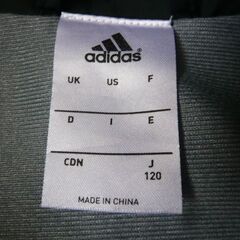 adidas
UK US F
D I E
CDN J
120
MADE IN CHINA